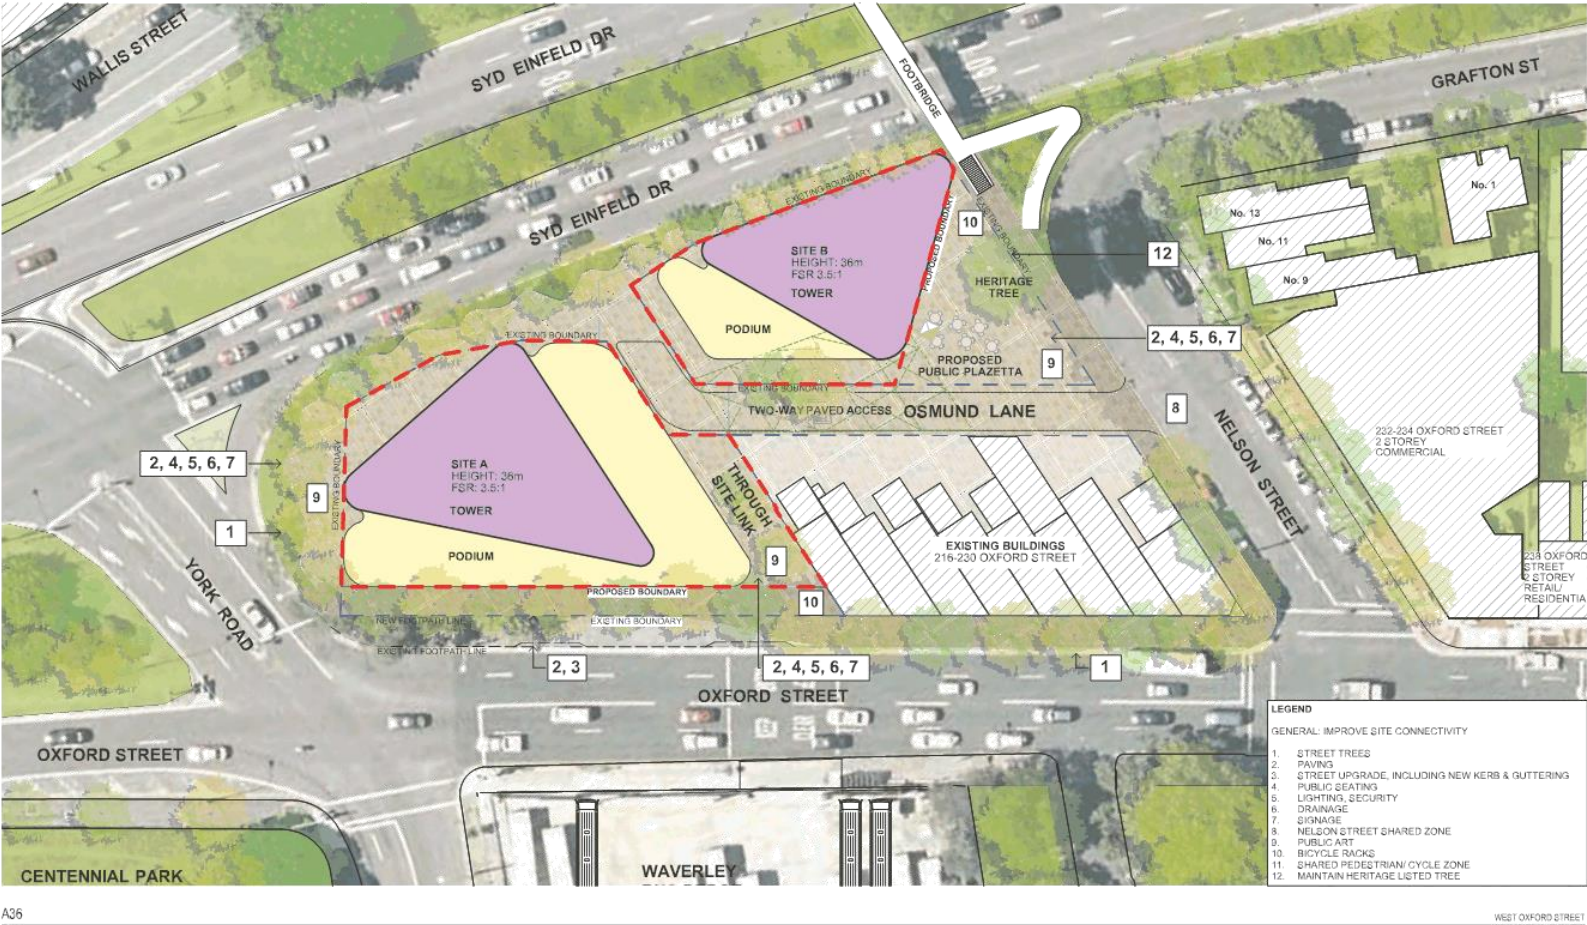 WALLIS STREET
SYD EINFELD DR
FOOTBRIDGE
GRAFTON ST
SYD EINFELD DR
EXISTING BOUNDARY
PROPOSED BOUNDARY
EXISTING BOUNDARY
10
No. 1
No. 13
No. 11
No. 9
SITE B
HEIGHT: 36m
FSR 3.5:1
TOWER
PODIUM
HERITAGE
TREE
12
2, 4, 5, 6, 7
PROPOSED
PUBLIC PLAZETTA
9
EXISTING BOUNDARY
EXISTING BOUNDARY
TWO-WAY PAVED ACCESS
OSMUND LANE
8
NELSON STREET
232-234 OXFORD STREET
2 STOREY
COMMERCIAL
2, 4, 5, 6, 7
9
1
EXISTING BOUNDARY
SITE A
HEIGHT: 36m
FSR: 3.5:1
TOWER
PODIUM
THROUGH
SITE LINK
9
10
EXISTING BUILDINGS
216-230 OXFORD STREET
238 OXFORD
STREET
2 STOREY
RETAIL/
RESIDENTIA
YORK ROAD
PROPOSED BOUNDARY
NEW FOOTPATH LINE
EXISTING BOUNDARY
EXISTING FOOTPATH LINE
2, 3
2, 4, 5, 6, 7
1
OXFORD STREET
OXFORD STREET
CENTENNIAL PARK
WAVERLEY
LEGEND
GENERAL: IMPROVE SITE CONNECTIVITY
1. STREET TREES
2. PAVING
3. STREET UPGRADE, INCLUDING NEW KERB & GUTTERING
4. PUBLIC SEATING
5. LIGHTING, SECURITY
6. DRAINAGE
7. SIGNAGE
8. NELSON STREET SHARED ZONE
9. PUBLIC ART
10. BICYCLE RACKS
11. SHARED PEDESTRIAN/ CYCLE ZONE
12. MAINTAIN HERITAGE LISTED TREE
A36
WEST OXFORD STREET